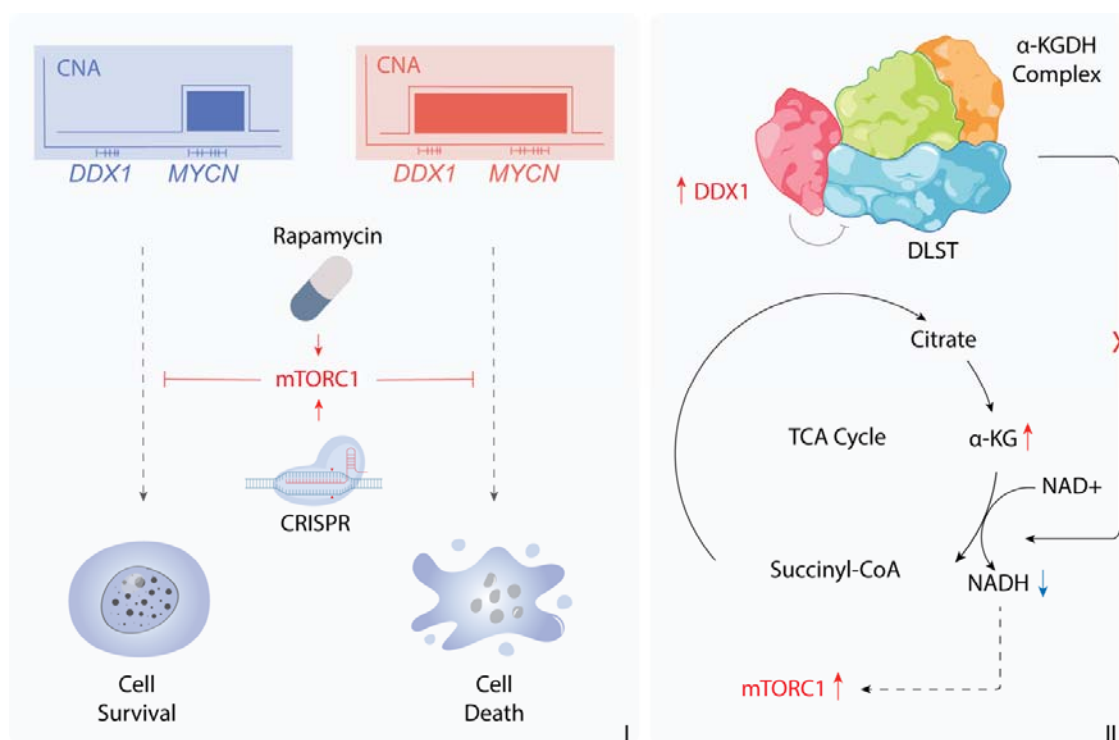 CNA
DDX1 MYCN
CNA
DDX1 MYCN
Rapamycin
mTORC1
CRISPR
Cell
Survival
Cell
Death
I
α-KGDH
Complex
↑ DDX1
DLST
Citrate
TCA Cycle
α-KG ↑
NAD+
Succinyl-CoA
NADH ↓
mTORC1 ↑
II